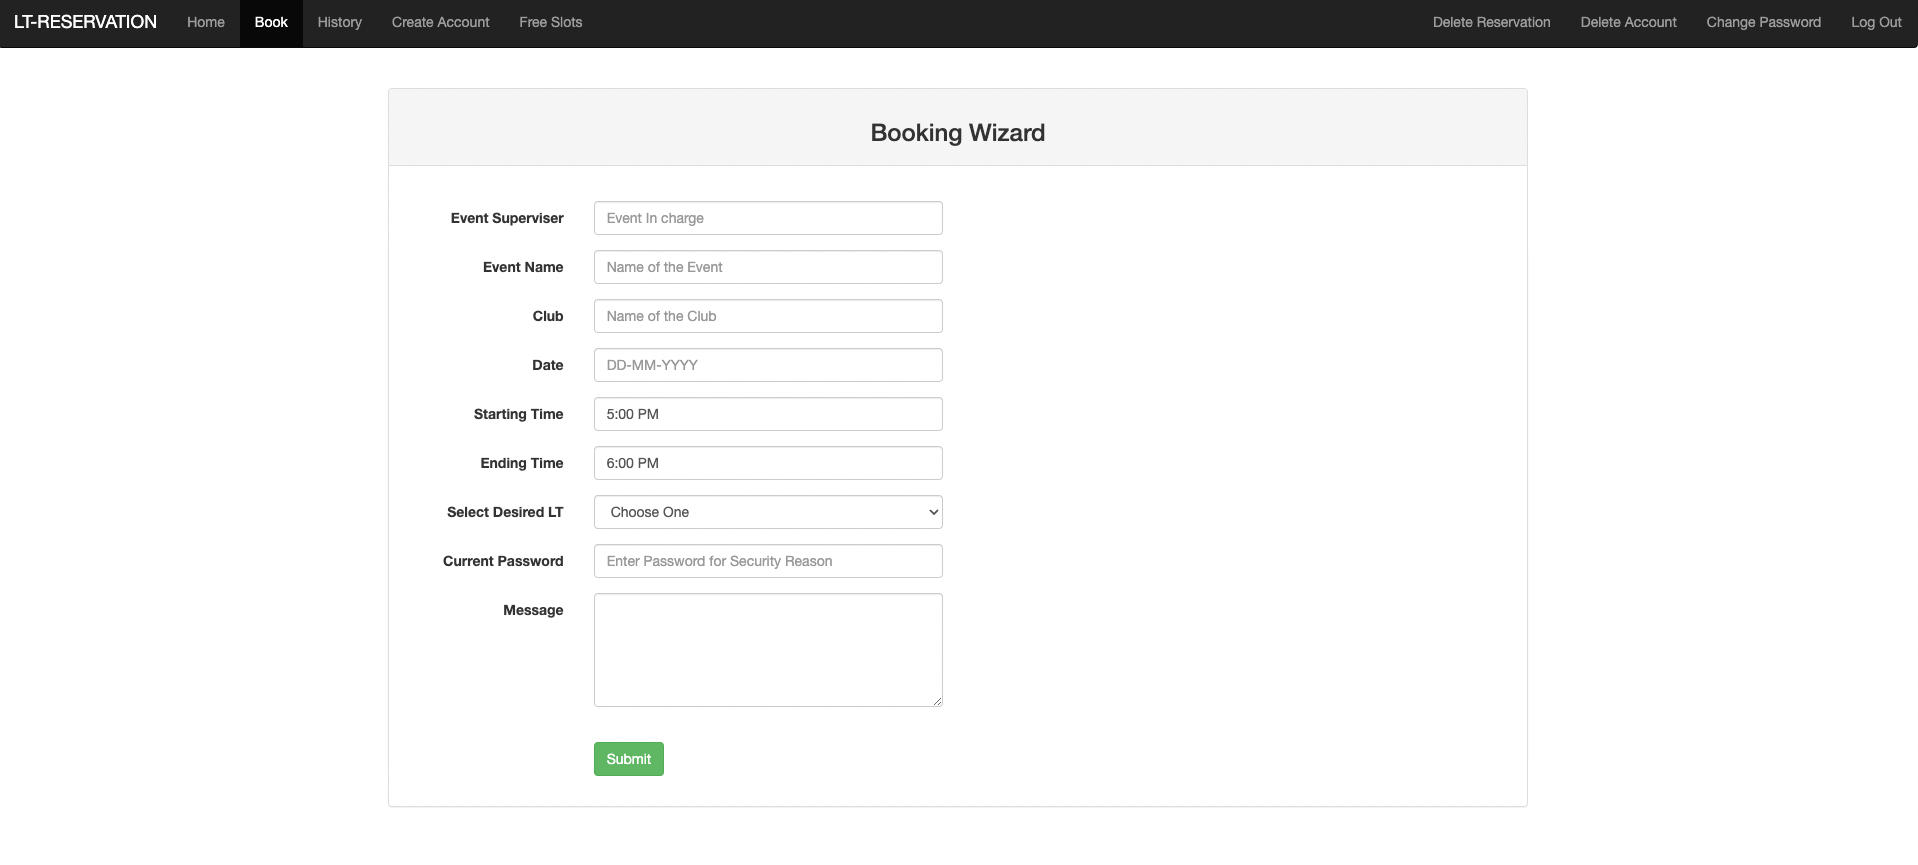 LT-RESERVATION Home Book History Create Account Free Slots Delete Reservation Delete Account Change Password Log Out
Booking Wizard
Event Superviser Event In charge
Event Name Name of the Event
Club Name of the Club
Date DD-MM-YYYY
Starting Time 5:00 PM
Ending Time 6:00 PM
Select Desired LT Choose One
Current Password Enter Password for Security Reason
Message
Submit